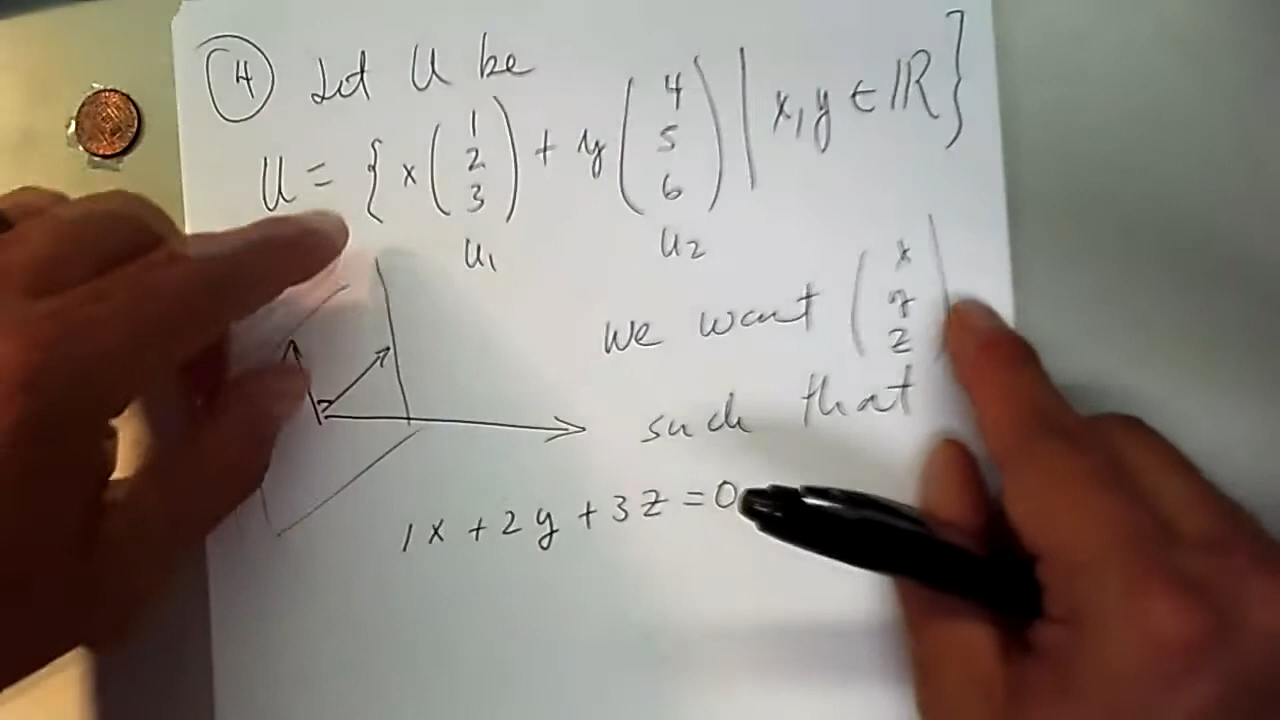 ④ Let U be
U = { x ( 1 2 3 ) + y ( 4 5 6 ) | x, y ∈ ℝ }
u₁ u₂
we want ( x y z )
such that
1x + 2y + 3z = 0